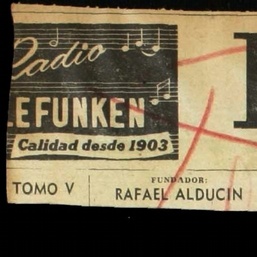 Radio
LEFUNKEN
Calidad desde 1903
TOMO V
FUNDADOR:
RAFAEL ALDUCIN